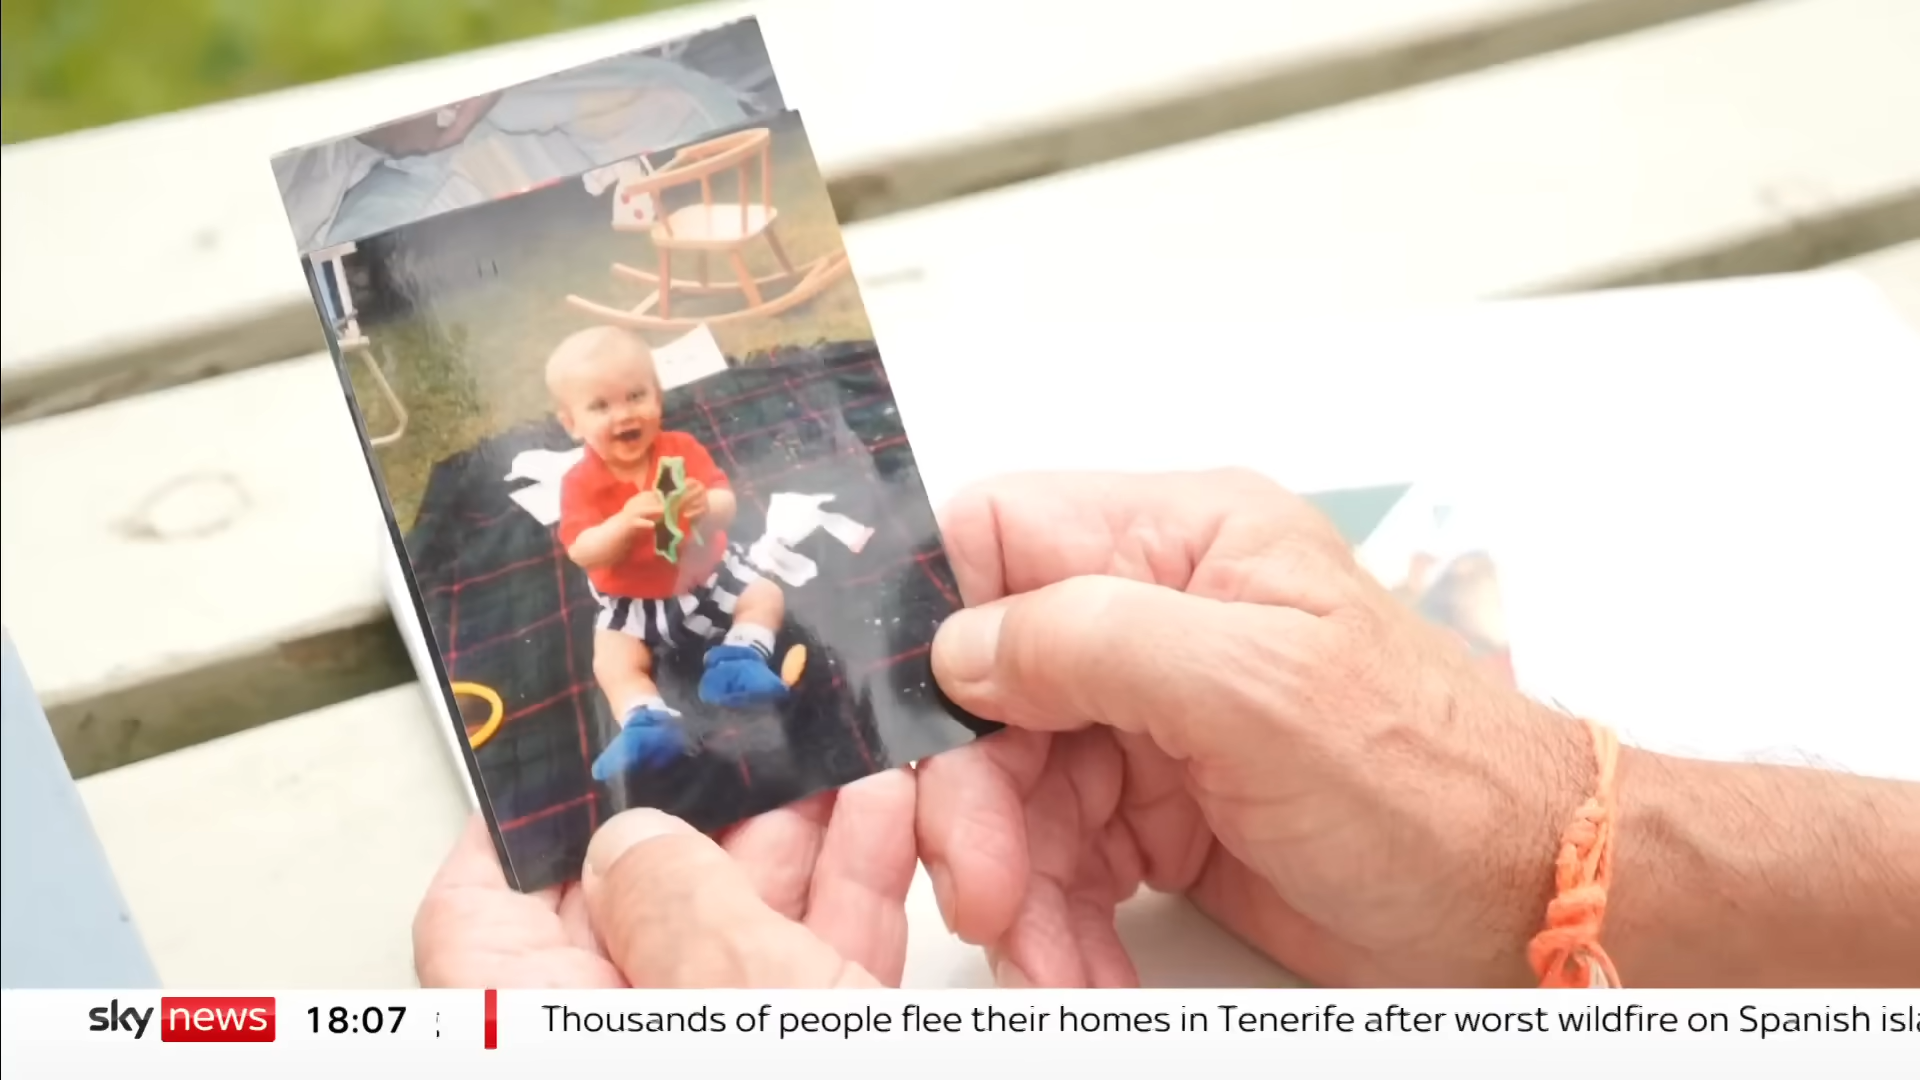 sky news 18:07 Thousands of people flee their homes in Tenerife after worst wildfire on Spanish isla